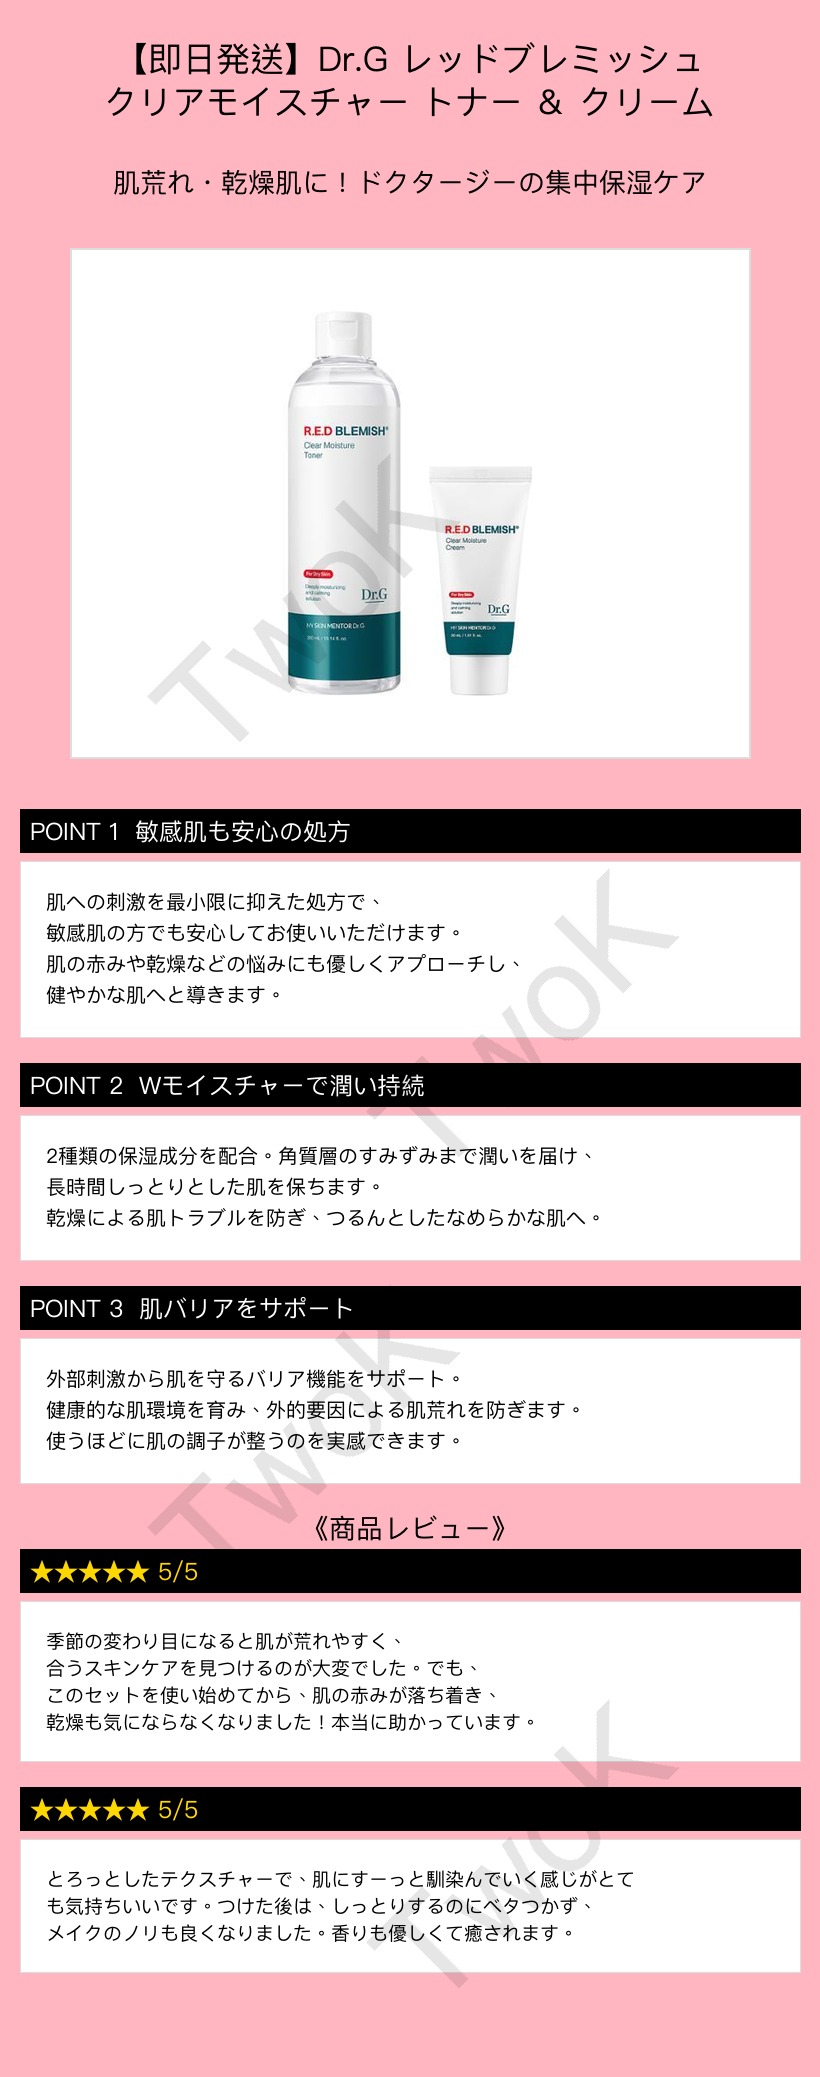 【即日発送】Dr.G レッドブレミッシュ
クリアモイスチャー トナー ＆ クリーム
肌荒れ・乾燥肌に！ドクタージーの集中保湿ケア
R.E.D BLEMISH®
Clear Moisture
Toner
For Dry Skin
Deeply moisturizing
and calming
solution
Dr.G
MY SKIN MENTOR Dr.G
R.E.D BLEMISH®
Clear Moisture
Cream
For Dry Skin
Deeply moisturizing
and calming
solution
Dr.G
MY SKIN MENTOR Dr.G
TwoK
POINT 1 敏感肌も安心の処方
肌への刺激を最小限に抑えた処方で、
敏感肌の方でも安心してお使いいただけます。
肌の赤みや乾燥などの悩みにも優しくアプローチし、
健やかな肌へと導きます。
TwoK
POINT 2 Wモイスチャーで潤い持続
2種類の保湿成分を配合。角質層のすみずみまで潤いを届け、
長時間しっとりとした肌を保ちます。
乾燥による肌トラブルを防ぎ、つるんとしたなめらかな肌へ。
POINT 3 肌バリアをサポート
外部刺激から肌を守るバリア機能をサポート。
健康的な肌環境を育み、外的要因による肌荒れを防ぎます。
使うほどに肌の調子が整うのを実感できます。
TwoK
《商品レビュー》
★★★★★ 5/5
季節の変わり目になると肌が荒れやすく、
合うスキンケアを見つけるのが大変でした。でも、
このセットを使い始めてから、肌の赤みが落ち着き、
乾燥も気にならなくなりました！本当に助かっています。
★★★★★ 5/5
とろっとしたテクスチャーで、肌にすーっと馴染んでいく感じがとて
も気持ちいいです。つけた後は、しっとりするのにベタつかず、
メイクのノリも良くなりました。香りも優しくて癒されます。
TwoK